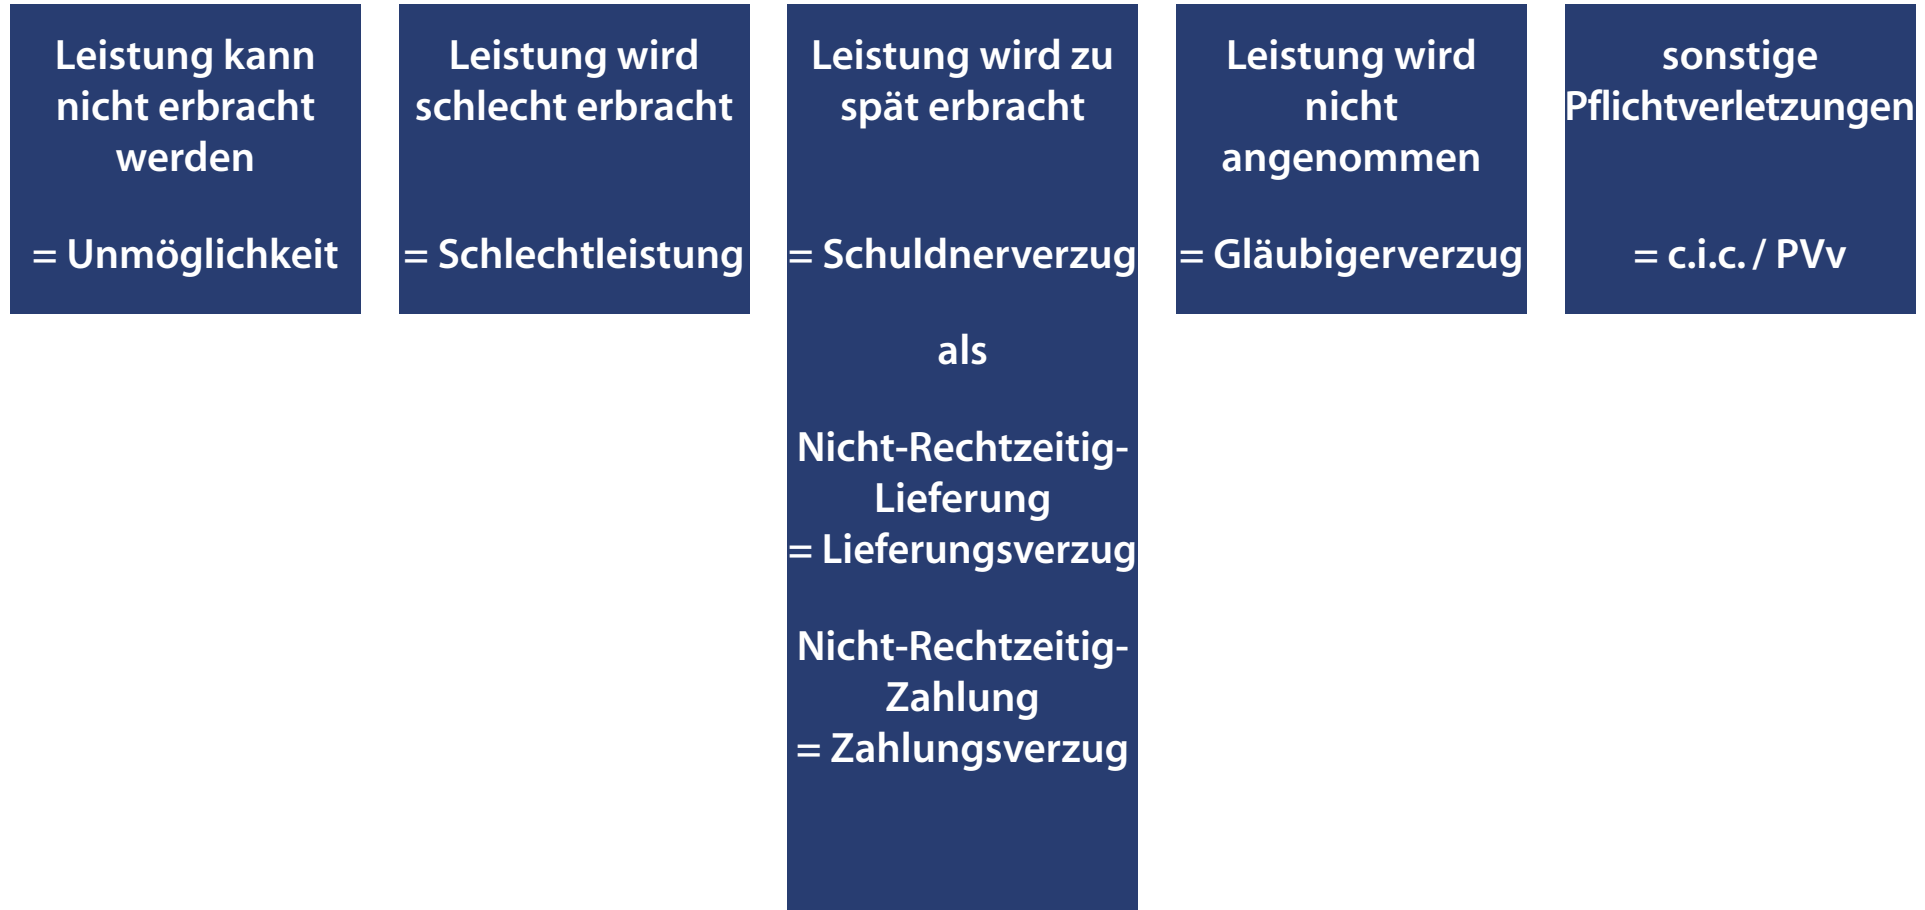 Leistung kann
nicht erbracht
werden
= Unmöglichkeit
Leistung wird
schlecht erbracht
= Schlechtleistung
Leistung wird zu
spät erbracht
= Schuldnerverzug
als
Nicht-Rechtzeitig-
Lieferung
= Lieferungsverzug
Nicht-Rechtzeitig-
Zahlung
= Zahlungsverzug
Leistung wird
nicht
angenommen
= Gläubigerverzug
sonstige
Pflichtverletzungen
= c.i.c. / PVv